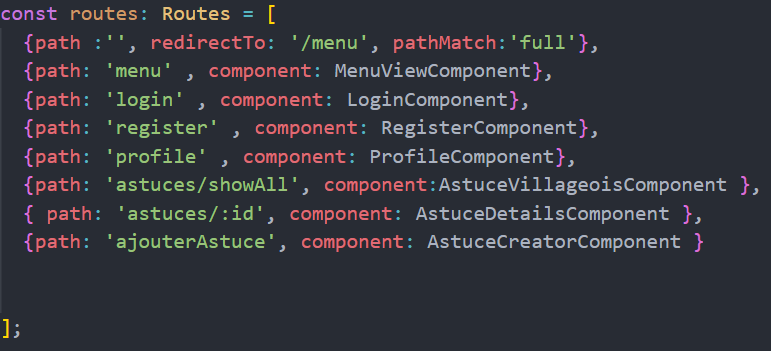 const routes: Routes = [
{path :'', redirectTo: '/menu', pathMatch:'full'},
{path: 'menu' , component: MenuViewComponent},
{path: 'login' , component: LoginComponent},
{path: 'register' , component: RegisterComponent},
{path: 'profile' , component: ProfileComponent},
{path: 'astuces/showAll', component:AstuceVillageoisComponent },
{ path: 'astuces/:id', component: AstuceDetailsComponent },
{path: 'ajouterAstuce', component: AstuceCreatorComponent }
];